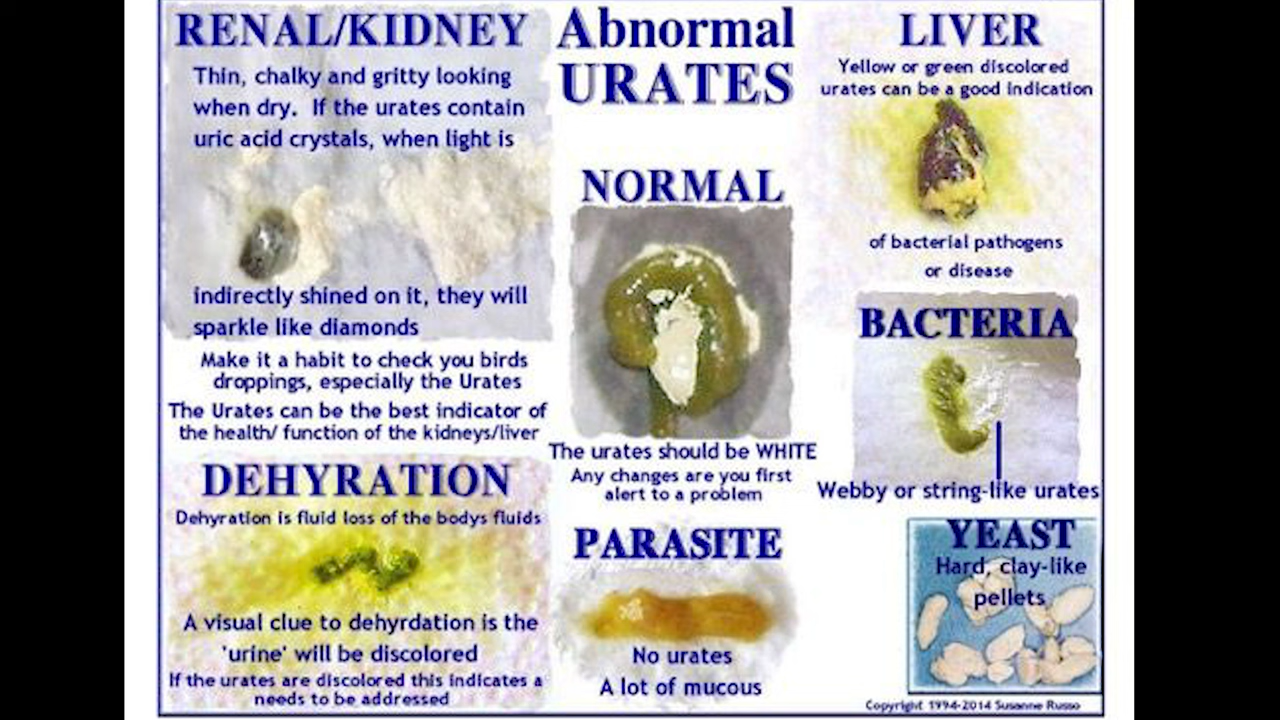 RENAL/KIDNEY
Thin, chalky and gritty looking
when dry. If the urates contain
uric acid crystals, when light is
indirectly shined on it, they will
sparkle like diamonds
Make it a habit to check you birds
droppings, especially the Urates
The Urates can be the best indicator of
the health/ function of the kidneys/liver
DEHYRATION
Dehyration is fluid loss of the bodys fluids
A visual clue to dehyrdation is the
'urine' will be discolored
If the urates are discolored this indicates a
needs to be addressed
Abnormal
URATES
NORMAL
The urates should be WHITE
Any changes are you first
alert to a problem
PARASITE
No urates
A lot of mucous
LIVER
Yellow or green discolored
urates can be a good indication
of bacterial pathogens
or disease
BACTERIA
Webby or string-like urates
YEAST
Hard, clay-like
pellets
Copyright 1994-2014 Susanne Russo